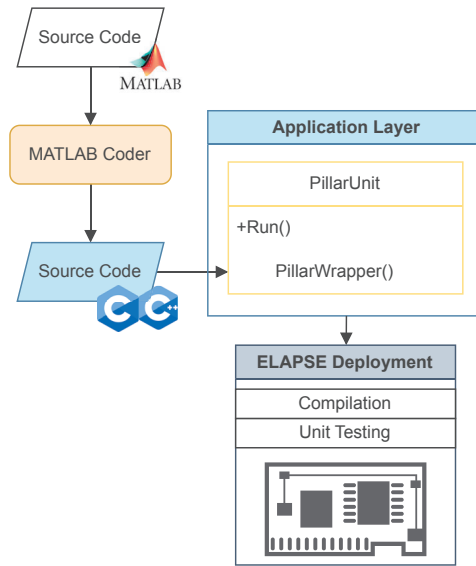 Source Code
MATLAB
MATLAB Coder
Source Code
C C++
Application Layer
PillarUnit
+Run()
PillarWrapper()
ELAPSE Deployment
Compilation
Unit Testing